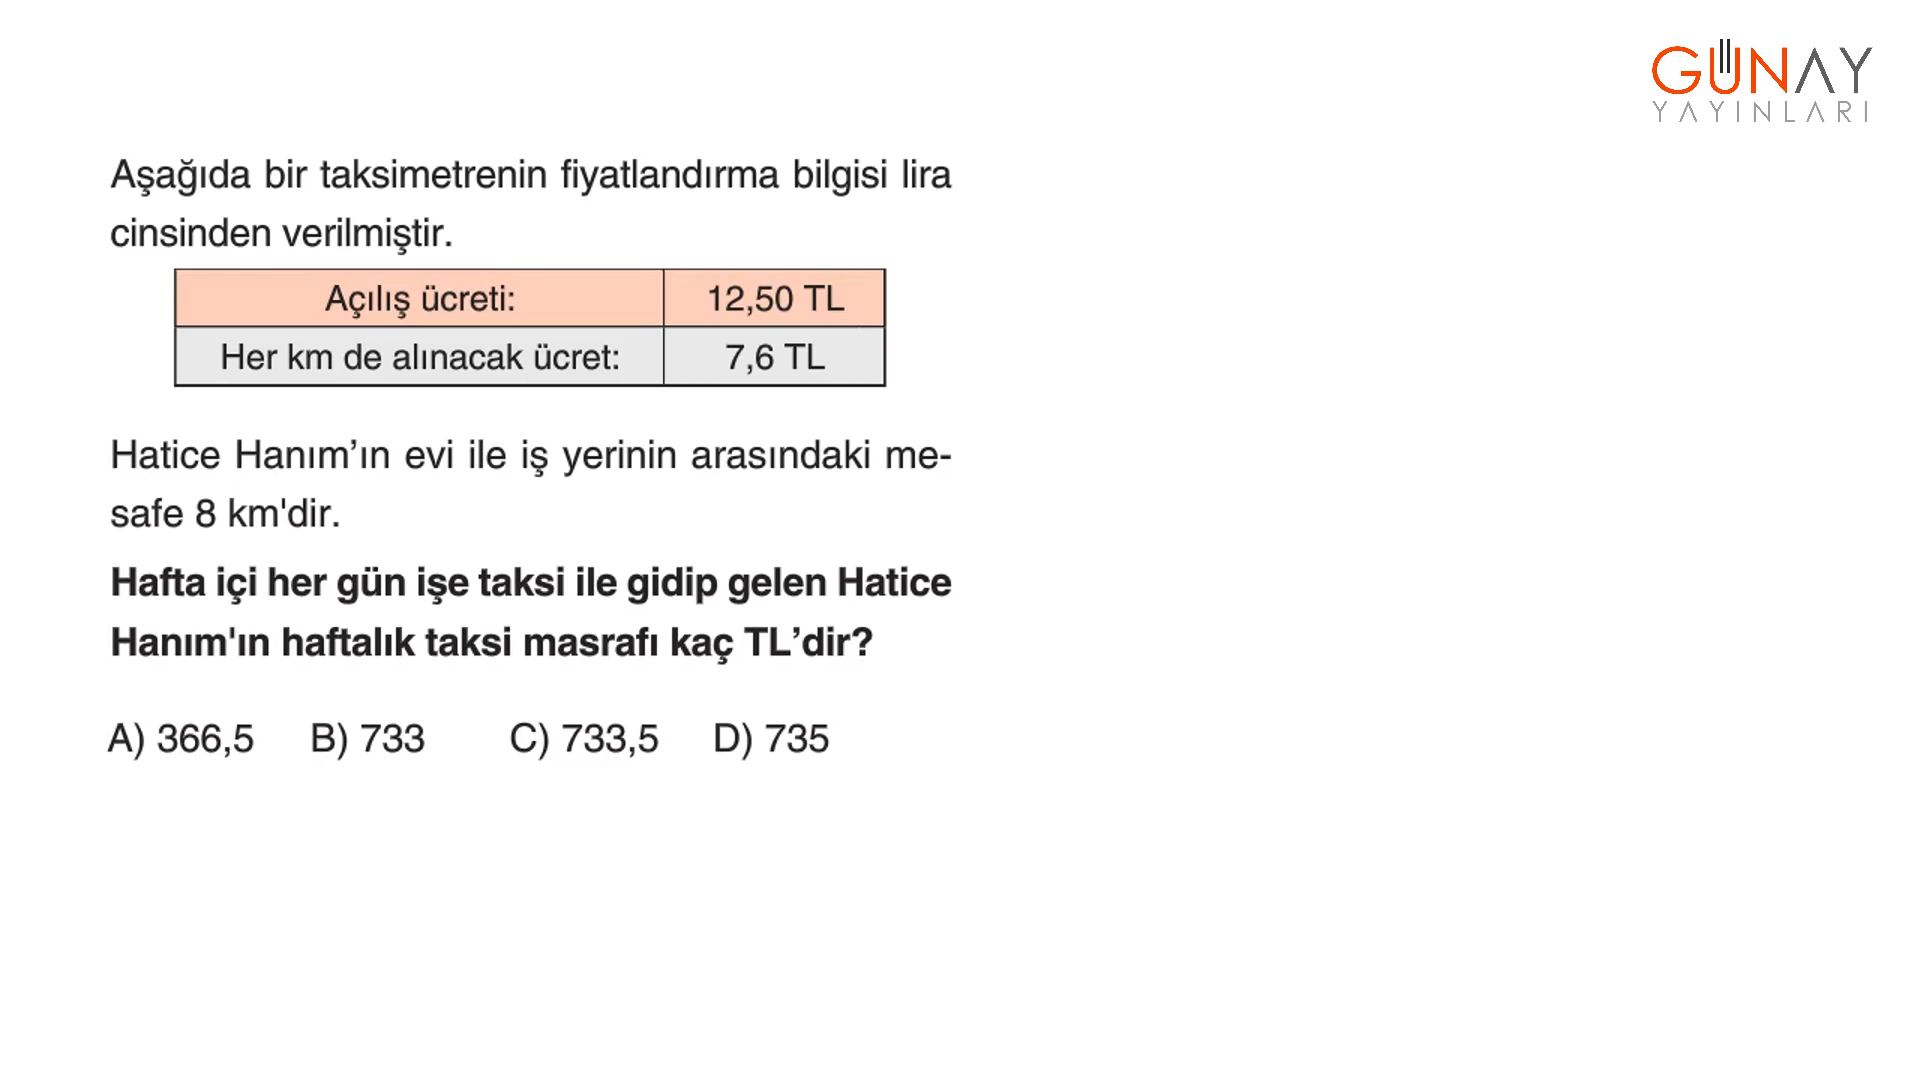 GÜNAY
YAYINLARI
Aşağıda bir taksimetrenin fiyatlandırma bilgisi lira
cinsinden verilmiştir.
Açılış ücreti: 12,50 TL
Her km de alınacak ücret: 7,6 TL
Hatice Hanım’ın evi ile iş yerinin arasındaki me-
safe 8 km'dir.
Hafta içi her gün işe taksi ile gidip gelen Hatice
Hanım'ın haftalık taksi masrafı kaç TL’dir?
A) 366,5 B) 733 C) 733,5 D) 735